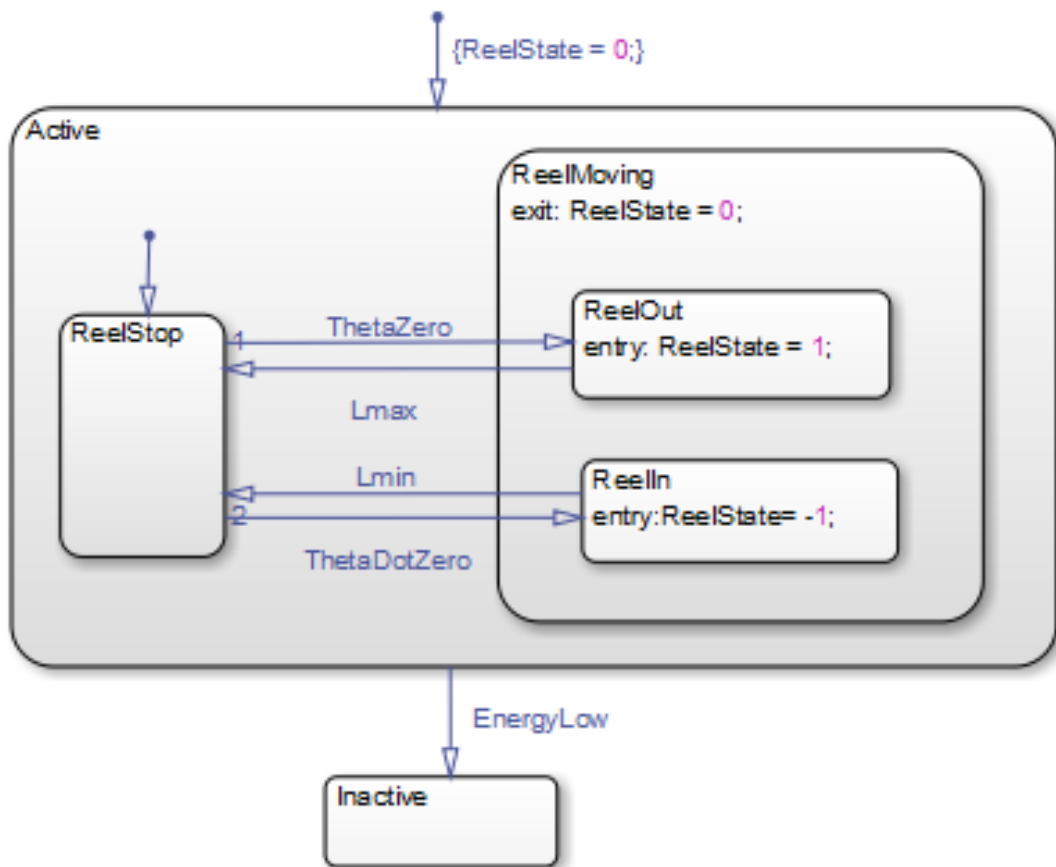 {ReelState = 0;}
Active
ReelMoving
exit: ReelState = 0;
ReelStop
1
ThetaZero
ReelOut
entry: ReelState = 1;
Lmax
Lmin
ReelIn
2
entry:ReelState= -1;
ThetaDotZero
EnergyLow
Inactive